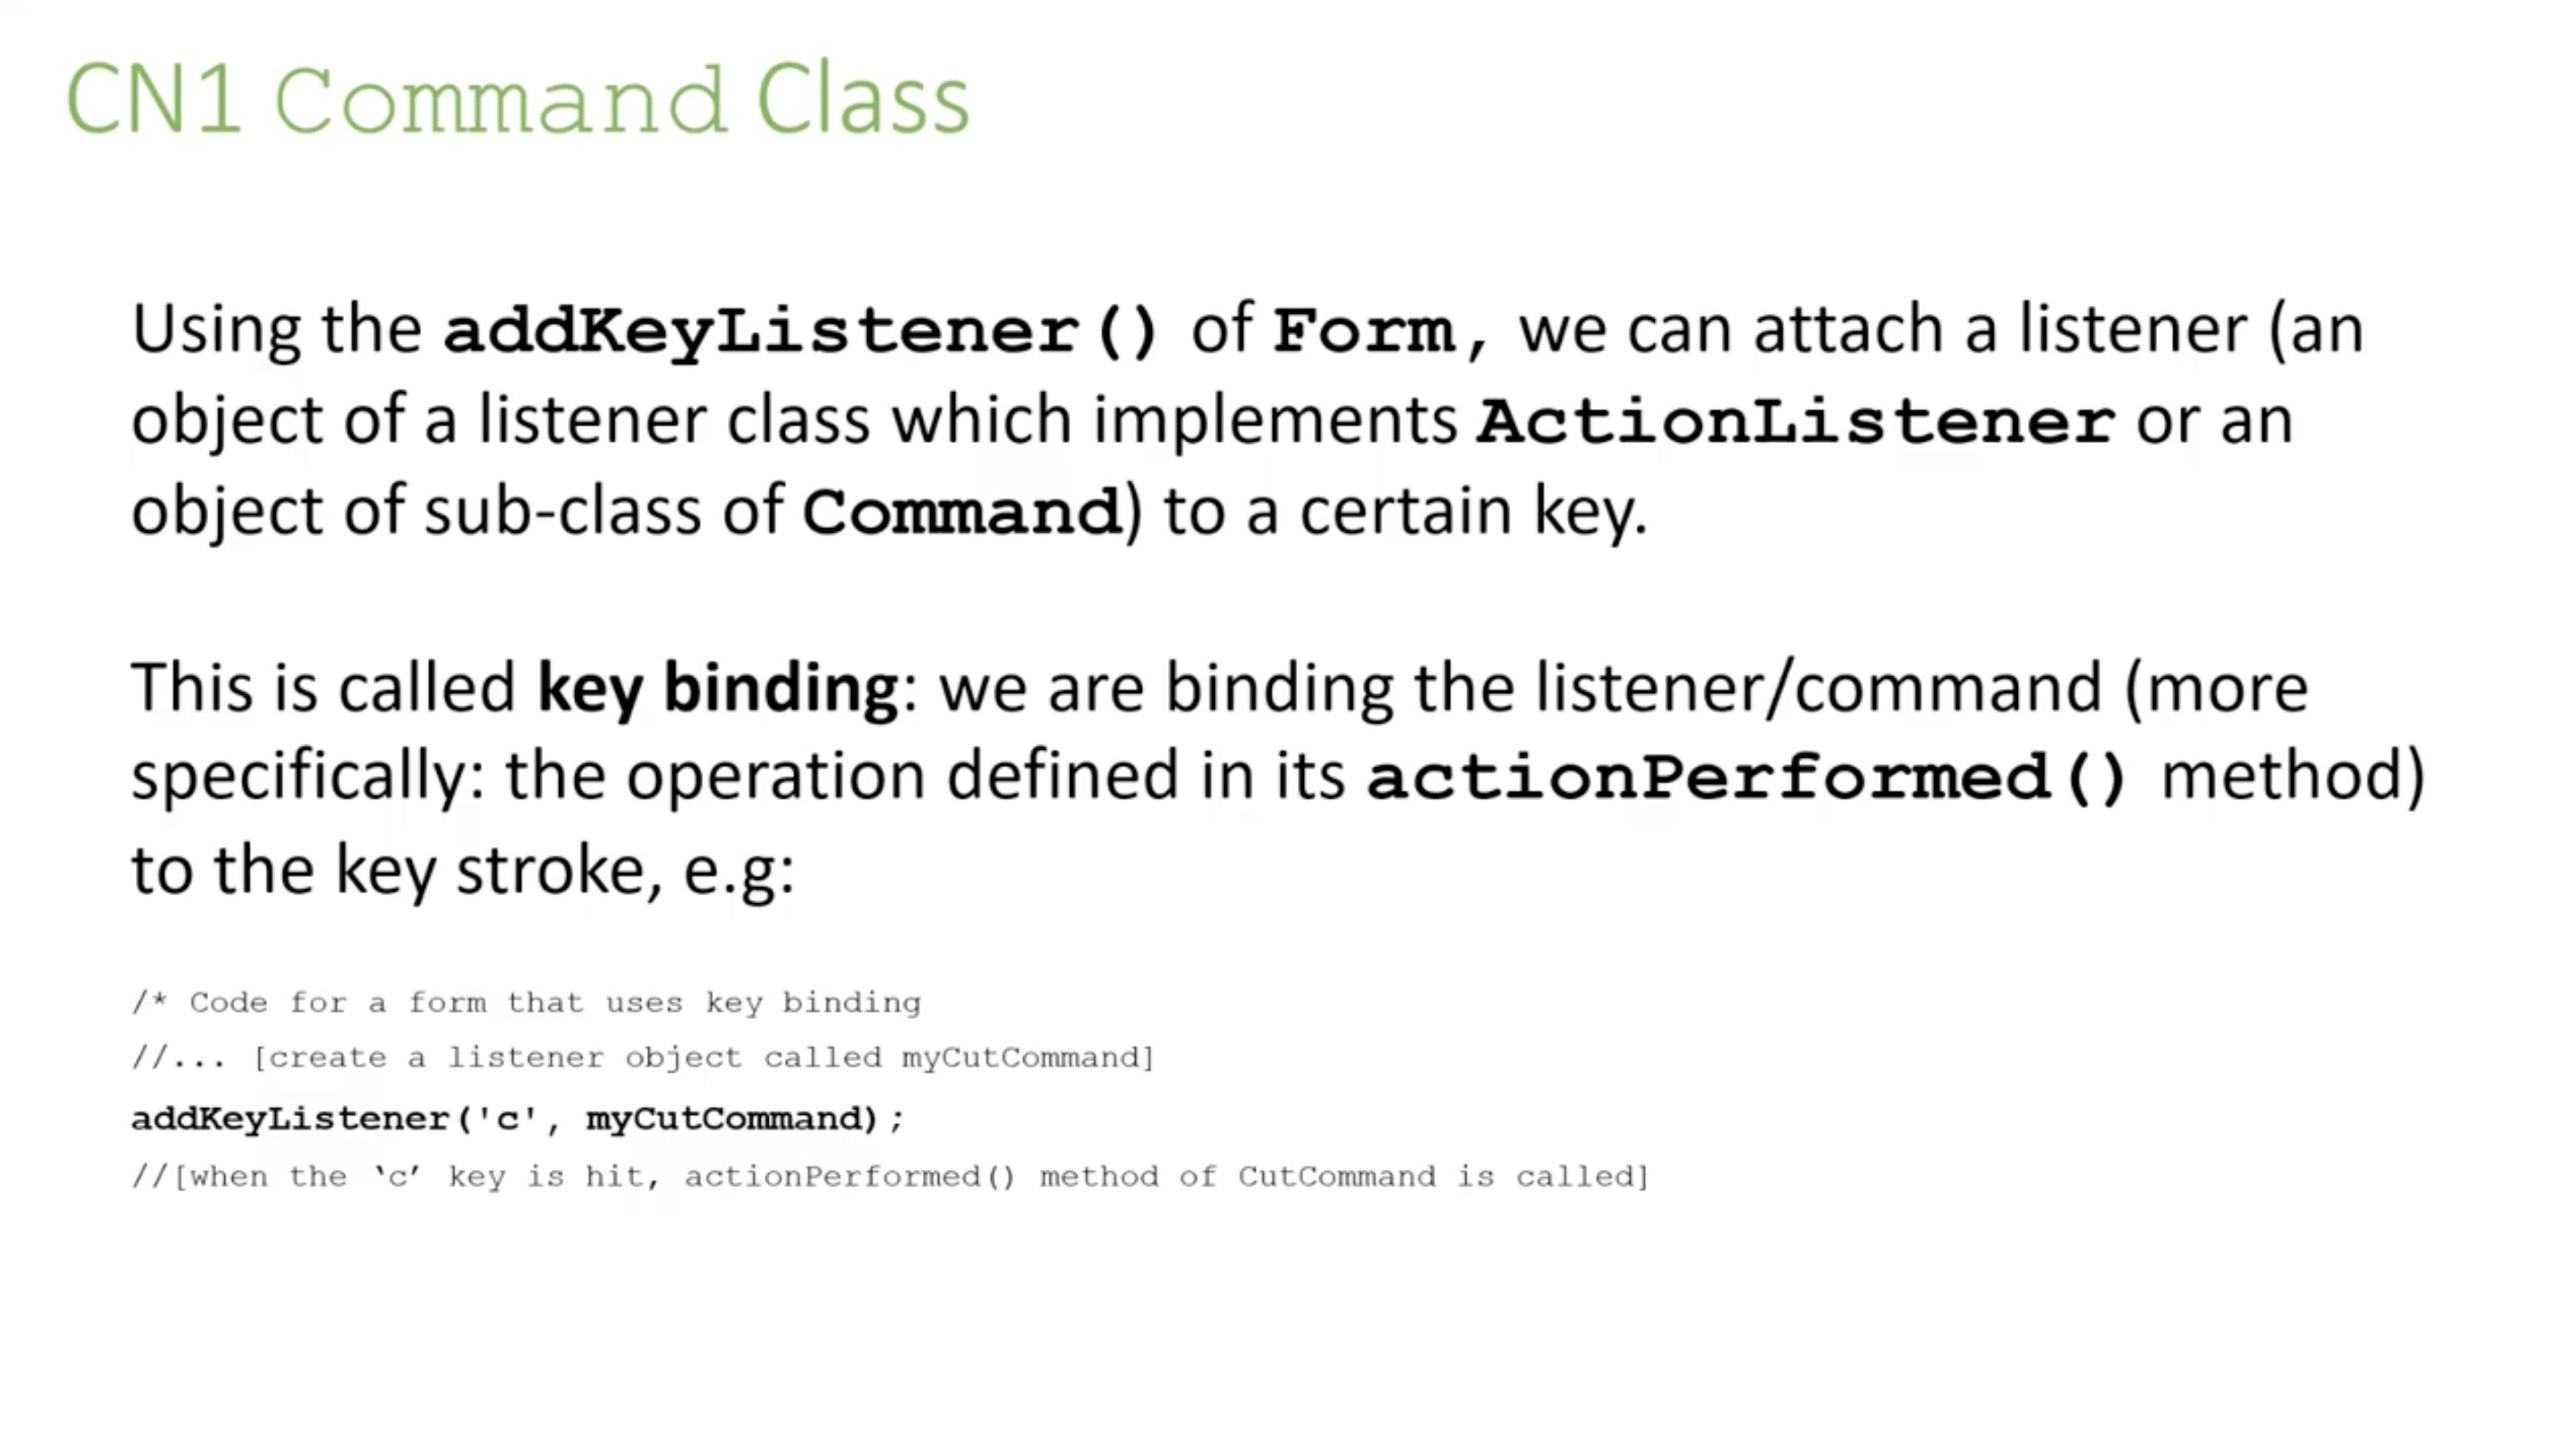 CN1 Command Class
Using the addKeyListener() of Form, we can attach a listener (an
object of a listener class which implements ActionListener or an
object of sub-class of Command) to a certain key.
This is called key binding: we are binding the listener/command (more
specifically: the operation defined in its actionPerformed() method)
to the key stroke, e.g:
/* Code for a form that uses key binding
//... [create a listener object called myCutCommand]
addKeyListener('c', myCutCommand);
//[when the ‘c’ key is hit, actionPerformed() method of CutCommand is called]